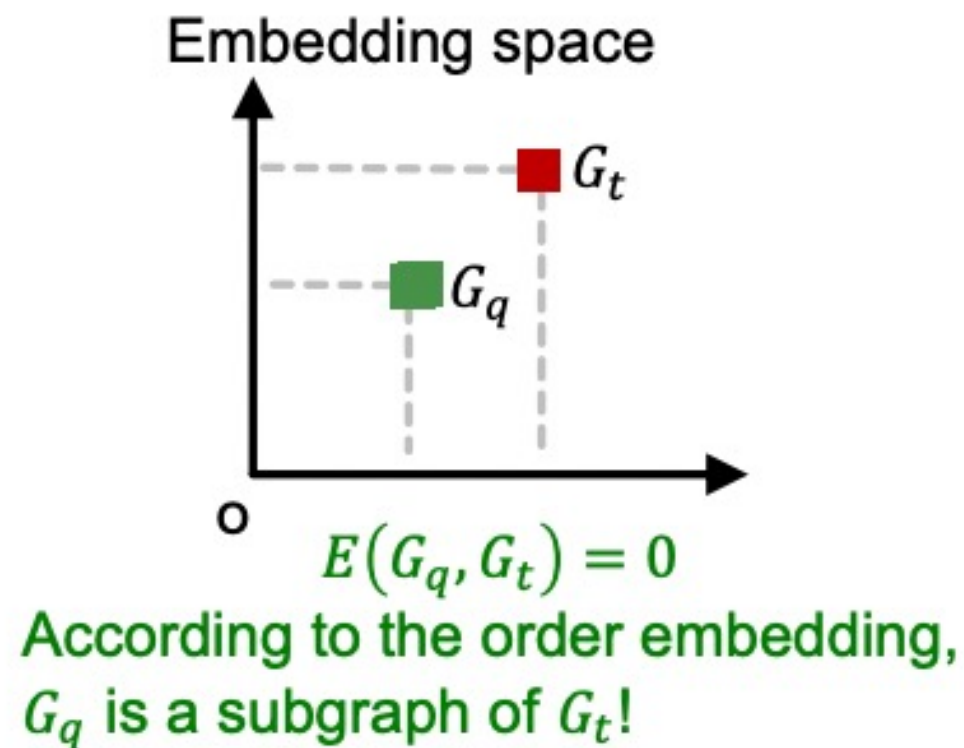 Embedding space
G_t
G_q
O
E(G_q, G_t) = 0
According to the order embedding,
G_q is a subgraph of G_t!